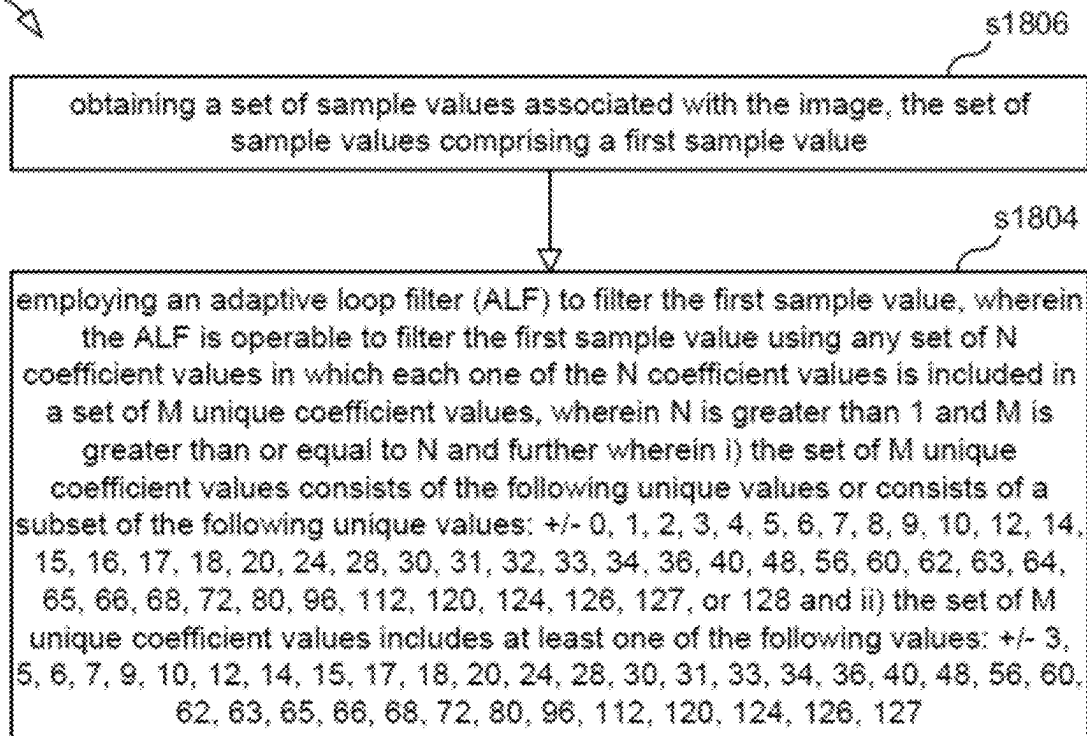 s1806
obtaining a set of sample values associated with the image, the set of
sample values comprising a first sample value
s1804
employing an adaptive loop filter (ALF) to filter the first sample value, wherein
the ALF is operable to filter the first sample value using any set of N
coefficient values in which each one of the N coefficient values is included in
a set of M unique coefficient values, wherein N is greater than 1 and M is
greater than or equal to N and further wherein i) the set of M unique
coefficient values consists of the following unique values or consists of a
subset of the following unique values: +/- 0, 1, 2, 3, 4, 5, 6, 7, 8, 9, 10, 12, 14,
15, 16, 17, 18, 20, 24, 28, 30, 31, 32, 33, 34, 36, 40, 48, 56, 60, 62, 63, 64,
65, 66, 68, 72, 80, 96, 112, 120, 124, 126, 127, or 128 and ii) the set of M
unique coefficient values includes at least one of the following values: +/- 3,
5, 6, 7, 9, 10, 12, 14, 15, 17, 18, 20, 24, 28, 30, 31, 33, 34, 36, 40, 48, 56, 60,
62, 63, 65, 66, 68, 72, 80, 96, 112, 120, 124, 126, 127